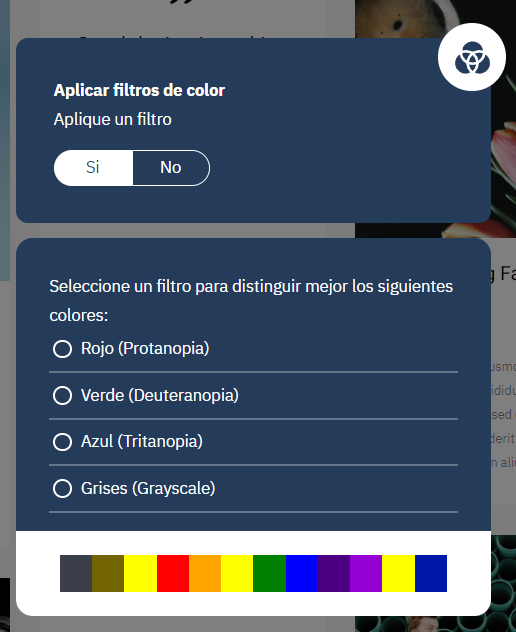 Aplicar filtros de color
Aplique un filtro
Si No
g Fa
Seleccione un filtro para distinguir mejor los siguientes
colores:
Rojo (Protanopia)
Verde (Deuteranopia)
Azul (Tritanopia)
Grises (Grayscale)